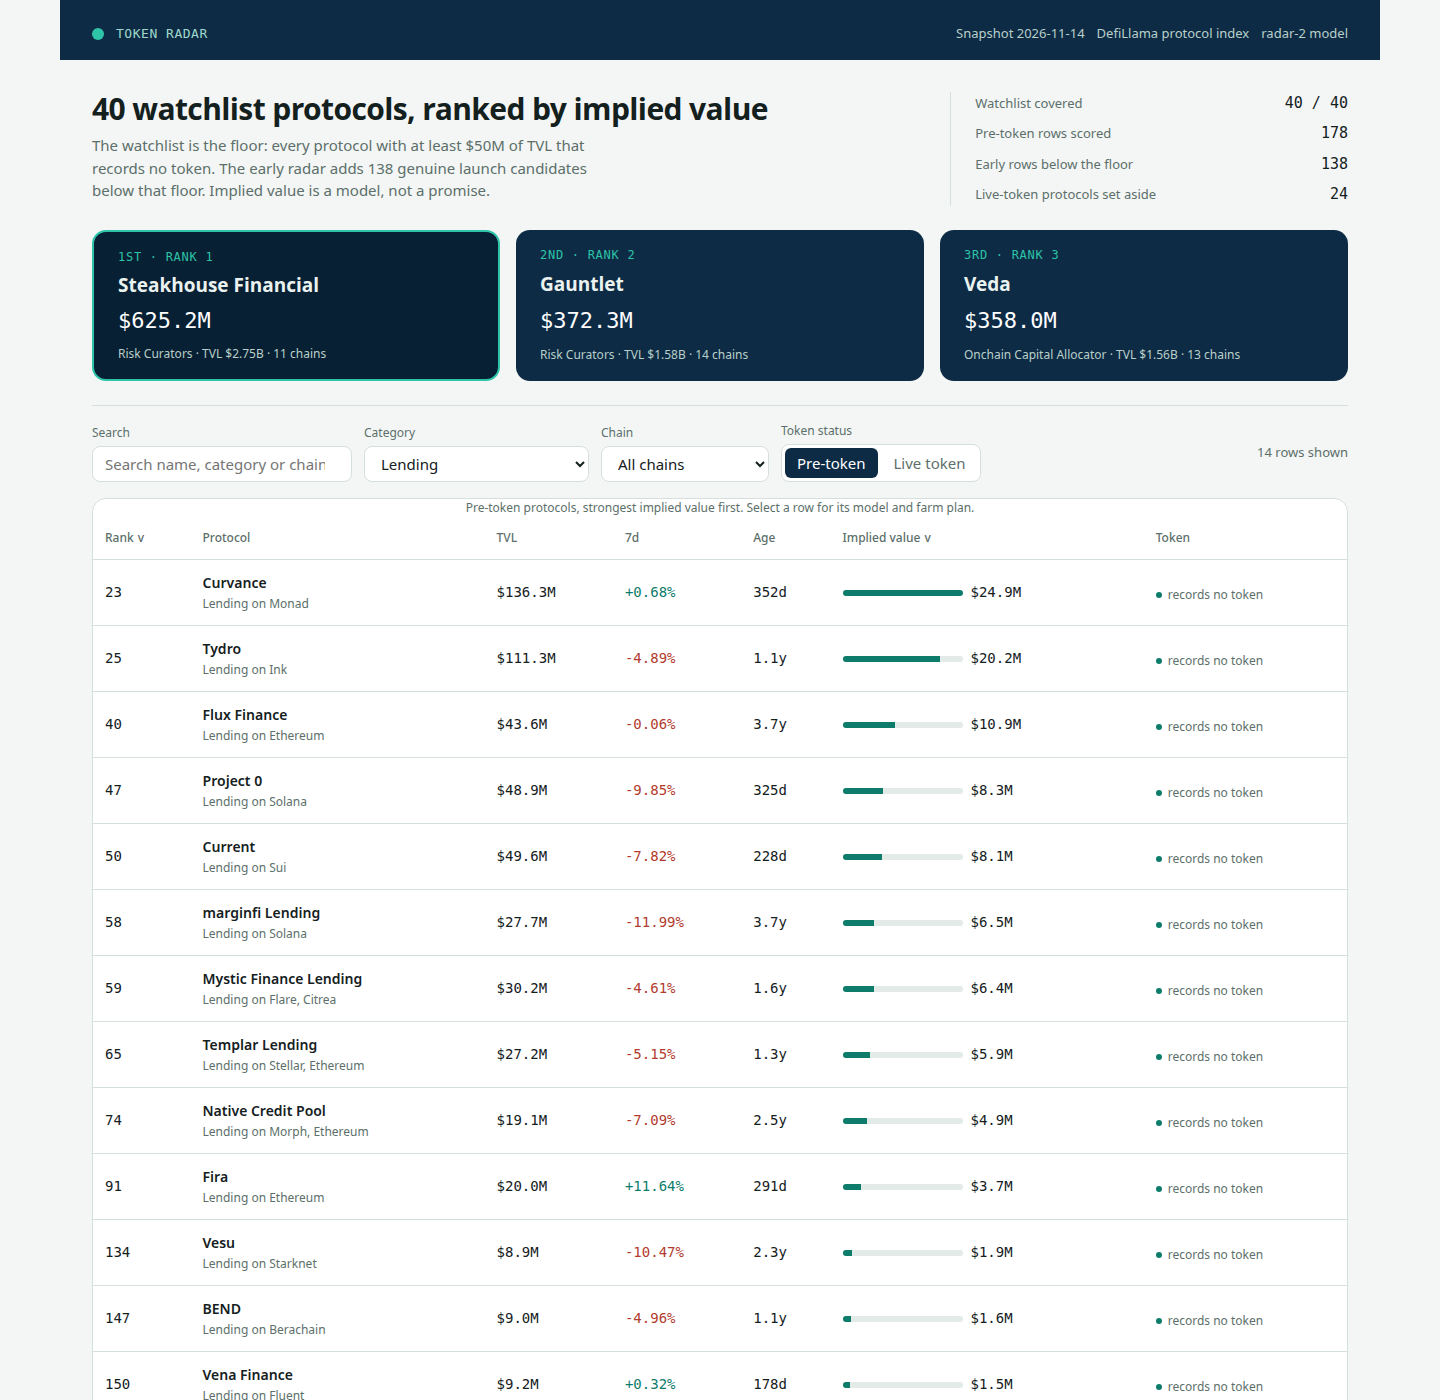 TOKEN RADAR
Snapshot 2026-11-14 DefiLlama protocol index radar-2 model
40 watchlist protocols, ranked by implied value
The watchlist is the floor: every protocol with at least $50M of TVL that
records no token. The early radar adds 138 genuine launch candidates
below that floor. Implied value is a model, not a promise.
Watchlist covered 40 / 40
Pre-token rows scored 178
Early rows below the floor 138
Live-token protocols set aside 24
1ST · RANK 1
Steakhouse Financial
$625.2M
Risk Curators · TVL $2.75B · 11 chains
2ND · RANK 2
Gauntlet
$372.3M
Risk Curators · TVL $1.58B · 14 chains
3RD · RANK 3
Veda
$358.0M
Onchain Capital Allocator · TVL $1.56B · 13 chains
Search
Search name, category or chain
Category
Lending
Chain
All chains
Token status
Pre-token Live token
14 rows shown
Pre-token protocols, strongest implied value first. Select a row for its model and farm plan.
Rank v Protocol TVL 7d Age Implied value v Token
23 Curvance $136.3M +0.68% 352d $24.9M records no token
Lending on Monad
25 Tydro $111.3M -4.89% 1.1y $20.2M records no token
Lending on Ink
40 Flux Finance $43.6M -0.06% 3.7y $10.9M records no token
Lending on Ethereum
47 Project 0 $48.9M -9.85% 325d $8.3M records no token
Lending on Solana
50 Current $49.6M -7.82% 228d $8.1M records no token
Lending on Sui
58 marginfi Lending $27.7M -11.99% 3.7y $6.5M records no token
Lending on Solana
59 Mystic Finance Lending $30.2M -4.61% 1.6y $6.4M records no token
Lending on Flare, Citrea
65 Templar Lending $27.2M -5.15% 1.3y $5.9M records no token
Lending on Stellar, Ethereum
74 Native Credit Pool $19.1M -7.09% 2.5y $4.9M records no token
Lending on Morph, Ethereum
91 Fira $20.0M +11.64% 291d $3.7M records no token
Lending on Ethereum
134 Vesu $8.9M -10.47% 2.3y $1.9M records no token
Lending on Starknet
147 BEND $9.0M -4.96% 1.1y $1.6M records no token
Lending on Berachain
150 Vena Finance $9.2M +0.32% 178d $1.5M records no token
Lending on Fluent